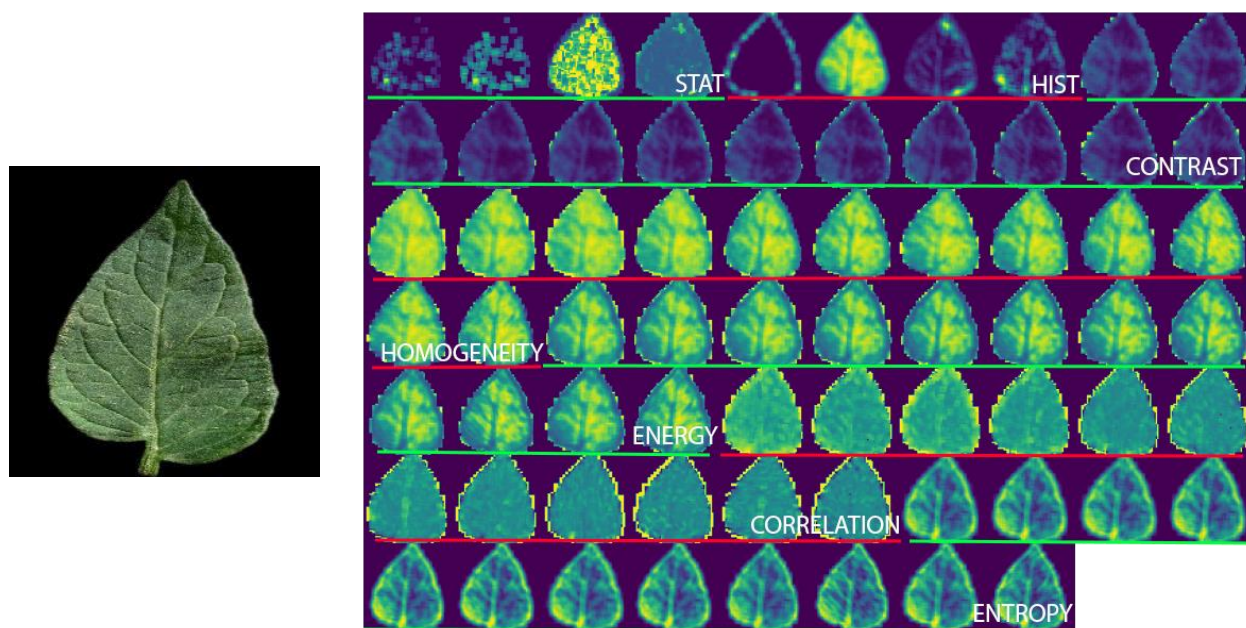 STAT
HIST
CONTRAST
HOMOGENEITY
ENERGY
CORRELATION
ENTROPY